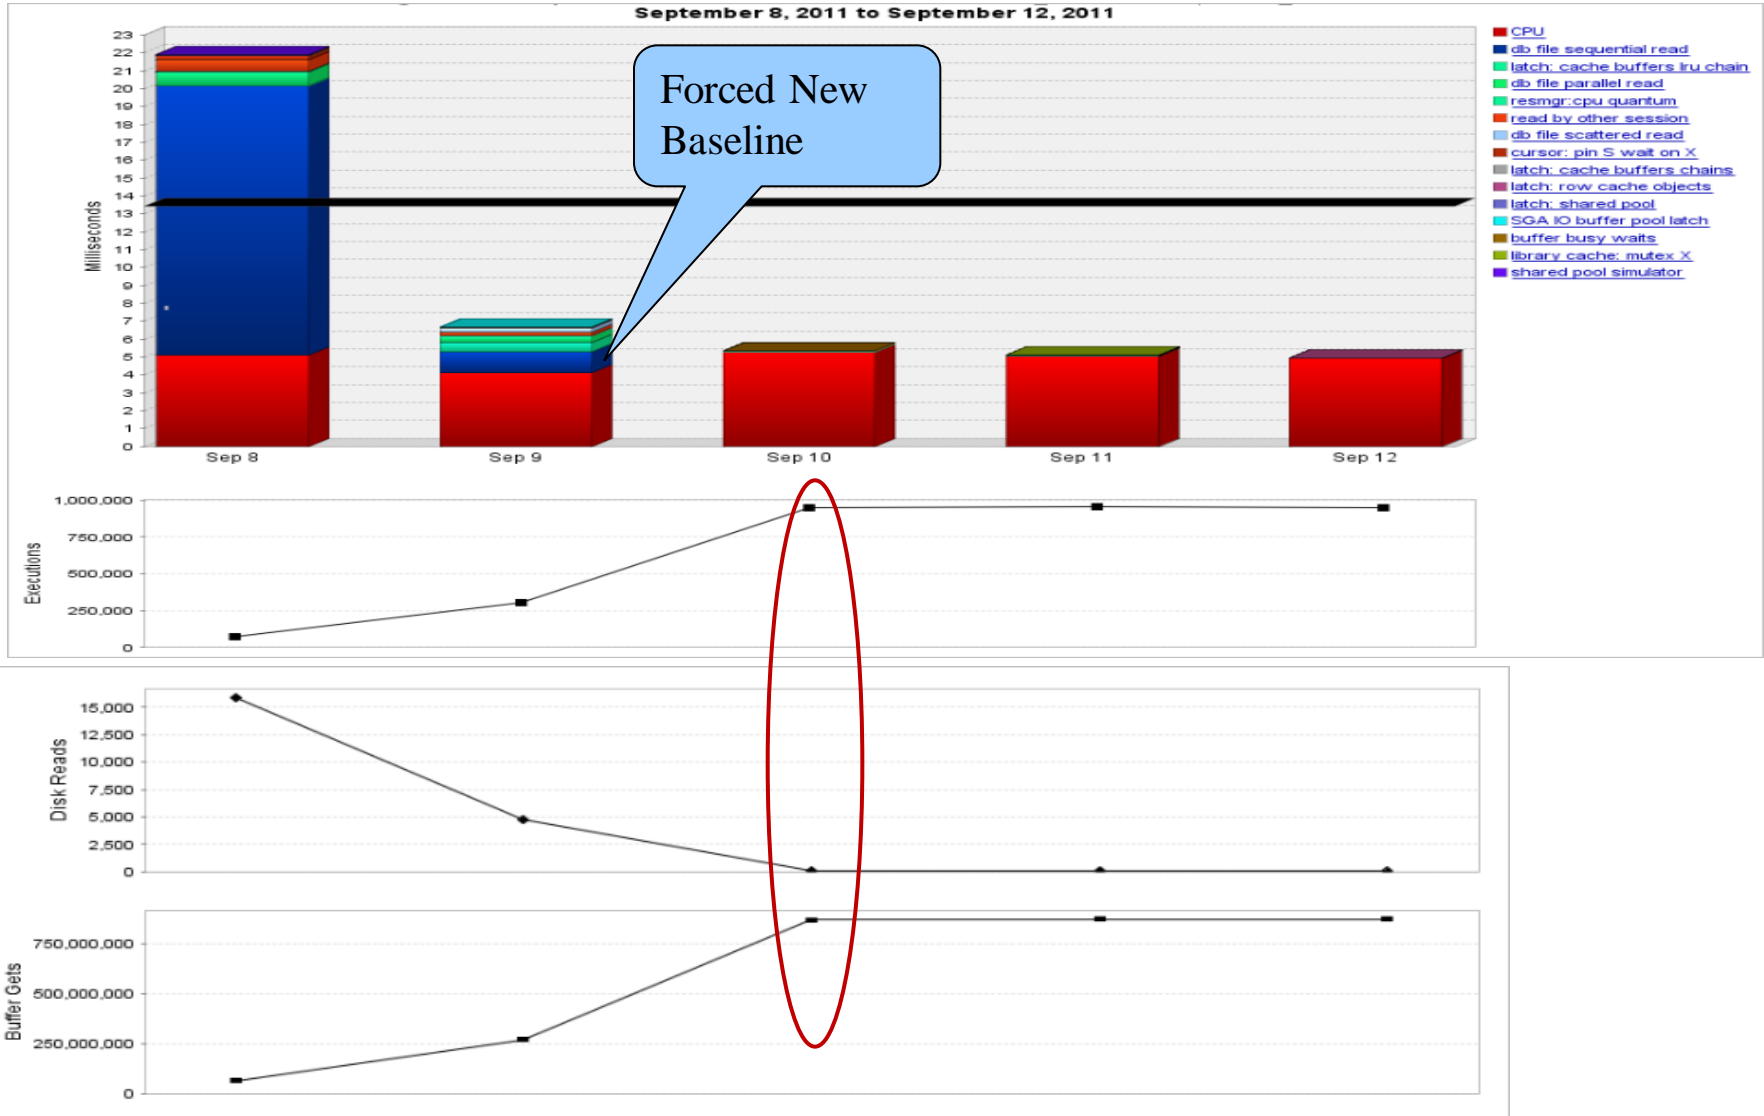 September 8, 2011 to September 12, 2011
23
22
21
20
19
18
17
16
15
14
13
12
11
10
9
8
7
6
5
4
3
2
1
0
Milliseconds
Forced New
Baseline
Sep 8
Sep 9
Sep 10
Sep 11
Sep 12
CPU
db file sequential read
latch: cache buffers lru chain
db file parallel read
resmgr:cpu quantum
read by other session
db file scattered read
cursor: pin S wait on X
latch: cache buffers chains
latch: row cache objects
latch: shared pool
SGA IO buffer pool latch
buffer busy waits
library cache: mutex X
shared pool simulator
1,000,000
750,000
500,000
250,000
0
Executions
15,000
12,500
10,000
7,500
5,000
2,500
0
Disk Reads
750,000,000
500,000,000
250,000,000
0
Buffer Gets